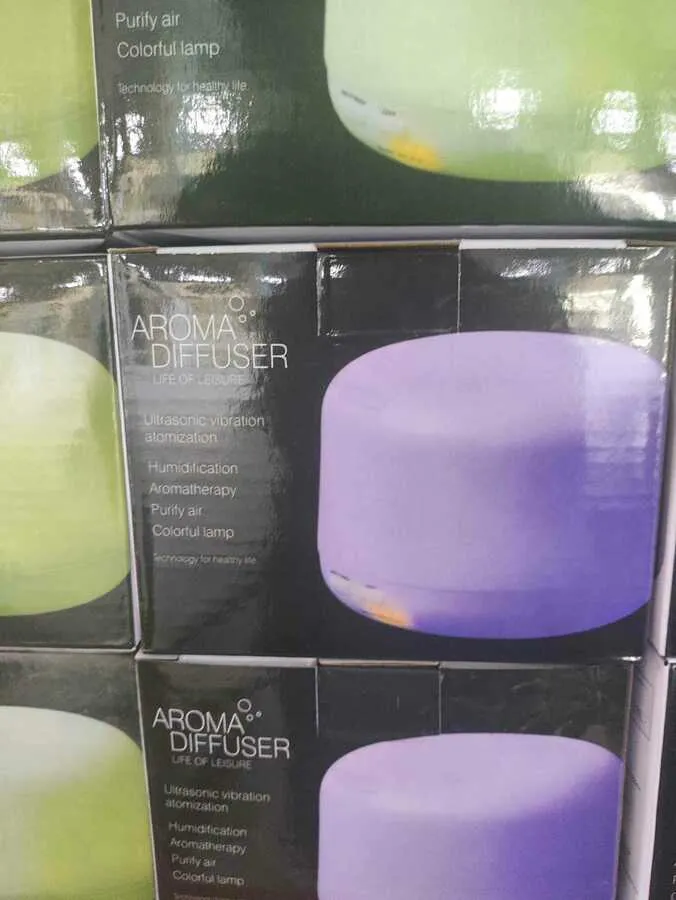 Purify air
Colorful lamp
Technology for healthy life.
AROMA
DIFFUSER
LIFE OF LEISURE
Ultrasonic vibration
atomization
Humidification
Aromatherapy
Purify air
Colorful lamp
Technology for healthy life.
AROMA
DIFFUSER
LIFE OF LEISURE
Ultrasonic vibration
atomization
Humidification
Aromatherapy
Purify air
Colorful lamp